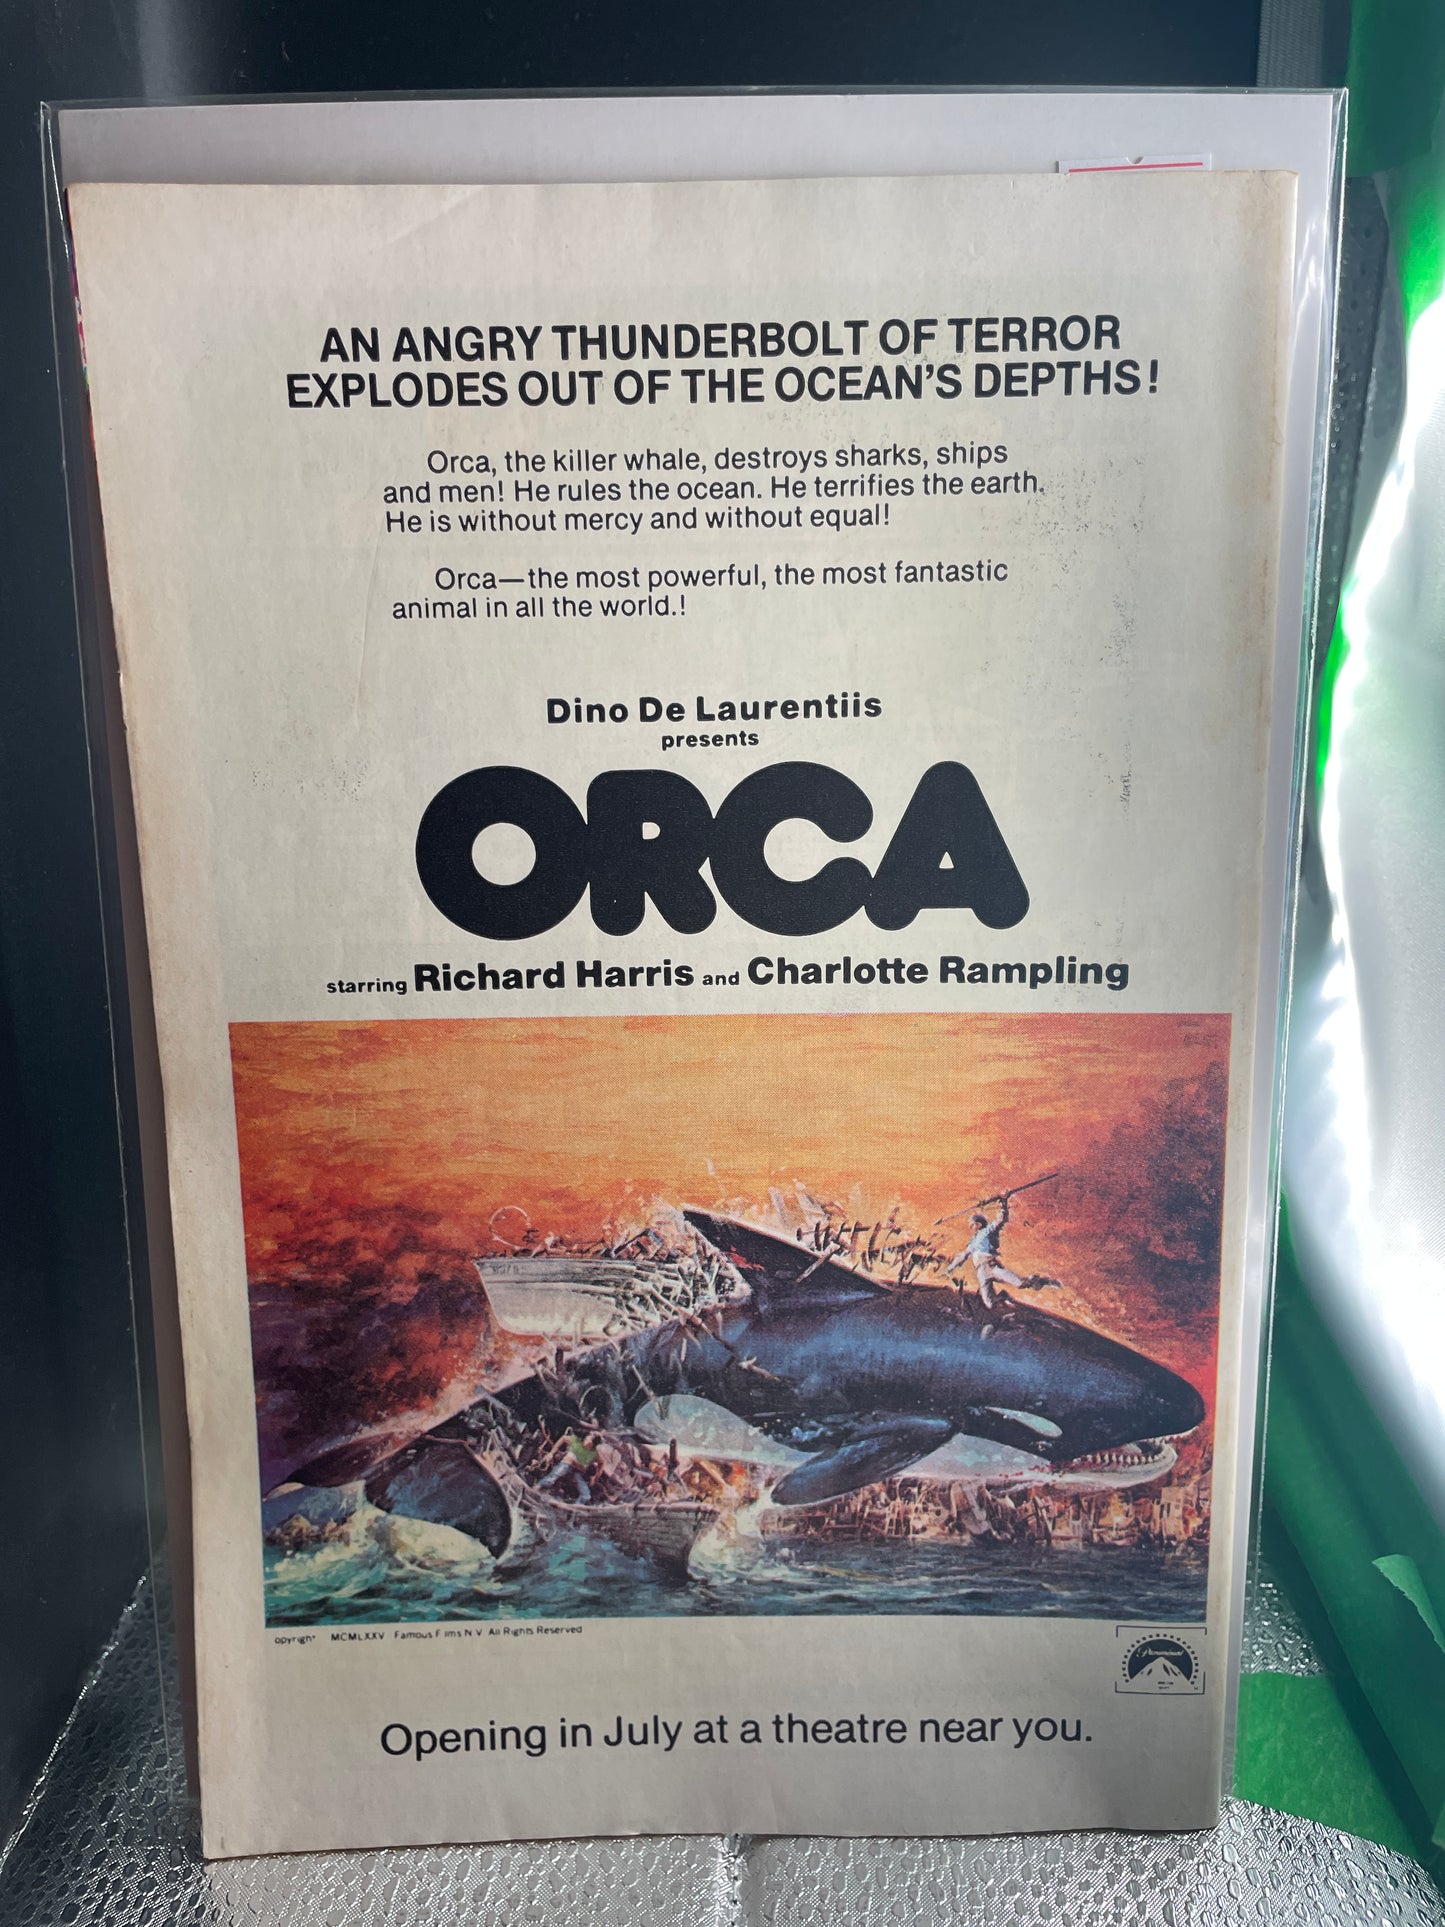 AN ANGRY THUNDERBOLT OF TERROR
EXPLODES OUT OF THE OCEAN'S DEPTHS!
Orca, the killer whale, destroys sharks, ships
and men! He rules the ocean. He terrifies the earth.
He is without mercy and without equal!
Orca—the most powerful, the most fantastic
animal in all the world.!
Dino De Laurentiis
presents
ORCA
starring Richard Harris and Charlotte Rampling
opyright MCMLXXV Famous Films N.V. All Rights Reserved
Paramount
Opening in July at a theatre near you.